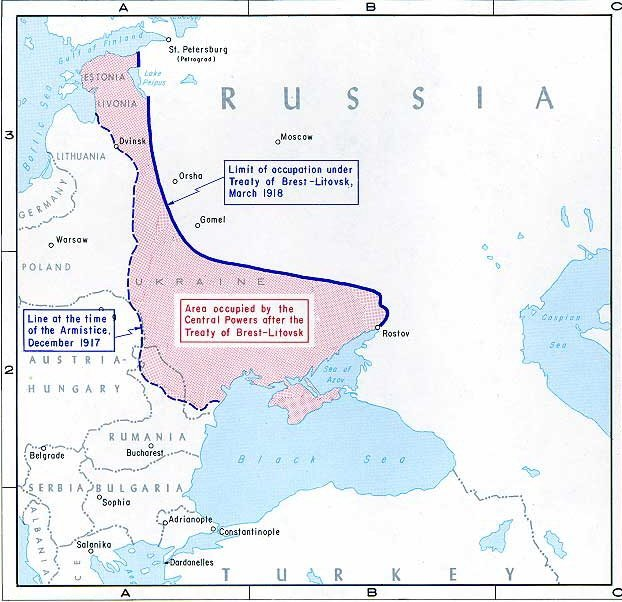 A
B
C
St. Petersburg
(Petrograd)
Gulf of Finland
ESTONIA
Lake
Peipus
LIVONIA
RUSSIA
Baltic Sea
3
Dvinsk
Moscow
LITHUANIA
Orsha
Limit of occupation under
Treaty of Brest-Litovsk,
March 1918
GERMANY
Gomel
Warsaw
POLAND
UKRAINE
Area occupied by the
Central Powers after the
Treaty of Brest-Litovsk
Line at the time
of the Armistice,
December 1917
Caspian
Sea
Rostov
AUSTRIA-
HUNGARY
2
Sea of
Azov
RUMANIA
Belgrade
Bucharest
Black Sea
SERBIA
BULGARIA
Sophia
ALBANIA
Adrianople
Constantinople
Salonika
Dardanelles
TURKEY
A
B
C